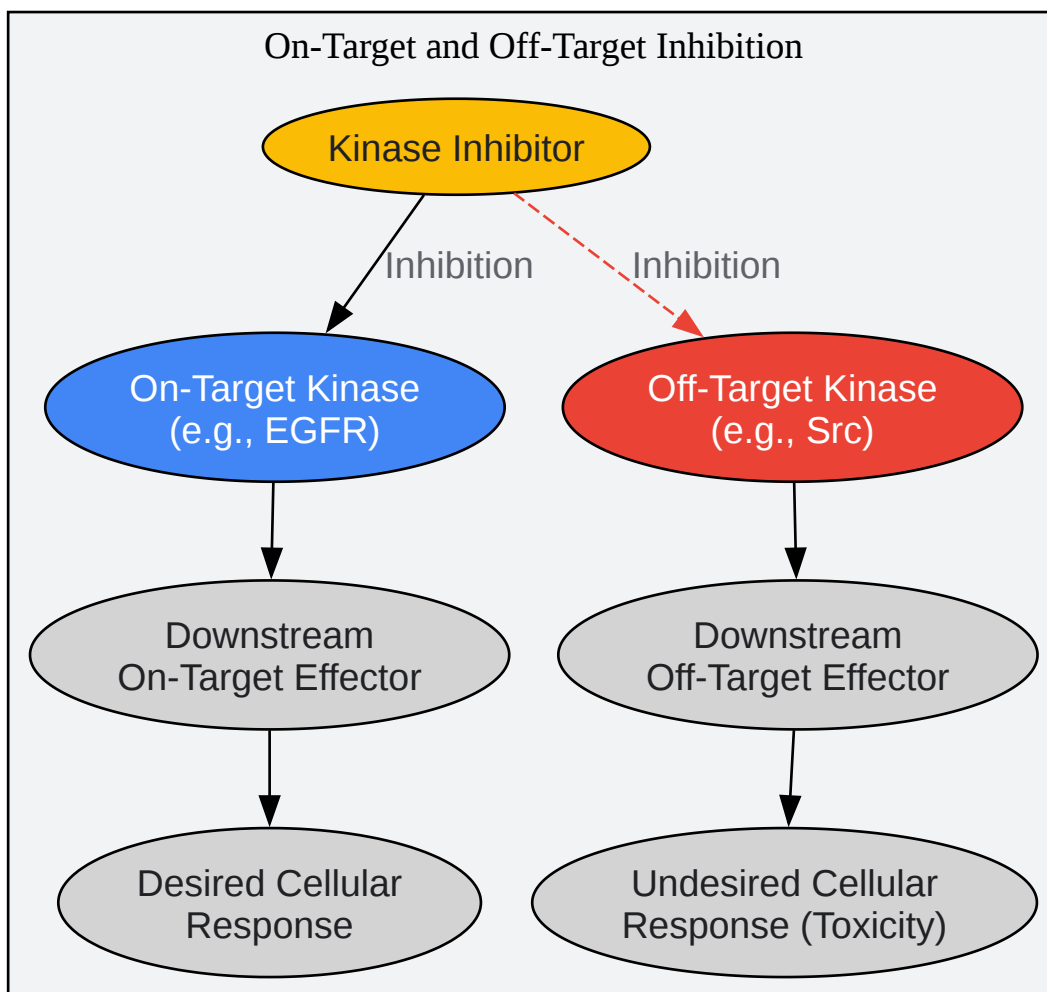 On-Target and Off-Target Inhibition
Kinase Inhibitor
Inhibition
Inhibition
On-Target Kinase
(e.g., EGFR)
Off-Target Kinase
(e.g., Src)
Downstream
On-Target Effector
Downstream
Off-Target Effector
Desired Cellular
Response
Undesired Cellular
Response (Toxicity)